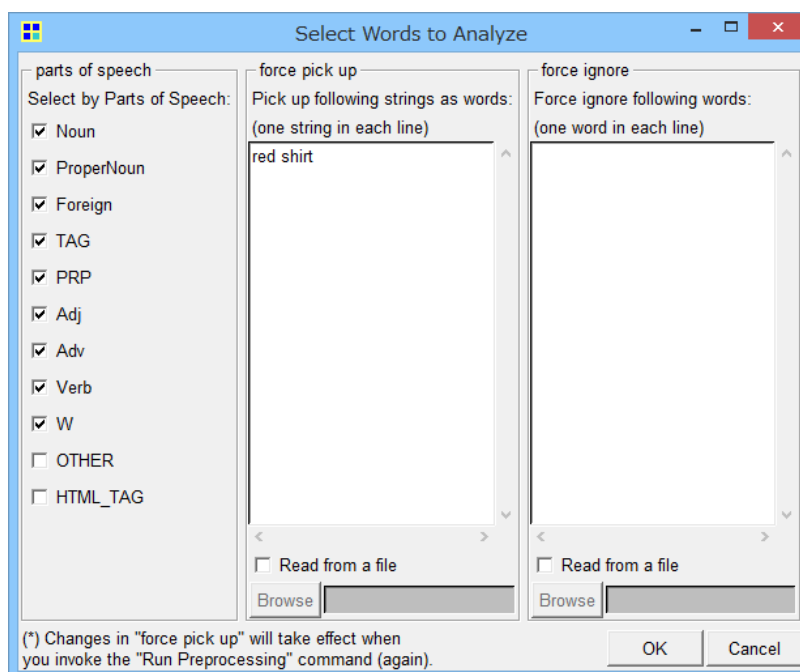 Select Words to Analyze
parts of speech
Select by Parts of Speech:
Noun
ProperNoun
Foreign
TAG
PRP
Adj
Adv
Verb
W
OTHER
HTML_TAG
force pick up
Pick up following strings as words:
(one string in each line)
red shirt
Read from a file
Browse
force ignore
Force ignore following words:
(one word in each line)
Read from a file
Browse
(*) Changes in "force pick up" will take effect when
you invoke the "Run Preprocessing" command (again).
OK
Cancel